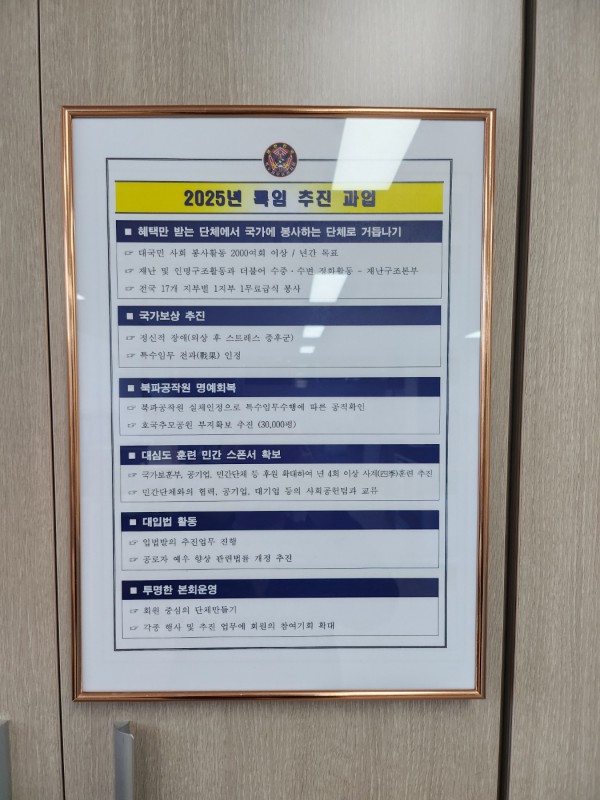 2025년 특임 추진 과업
■ 혜택만 받는 단체에서 국가에 봉사하는 단체로 거듭나기
☞ 대국민 사회 봉사활동 2000여회 이상 / 년간 목표
☞ 재난 및 인명구조활동과 더불어 수중·수변 정화활동 - 재난구조본부
☞ 전국 17개 지부별 1지부 1무료급식 봉사
■ 국가보상 추진
☞ 정신적 장애(외상 후 스트레스 증후군)
☞ 특수임무 전과(戰果) 인정
■ 북파공작원 명예회복
☞ 북파공작원 실체인정으로 특수임무수행에 따른 공적확인
☞ 호국추모공원 부지확보 추진 (30,000평)
■ 대심도 훈련 민간 스폰서 확보
☞ 국가보훈부, 공기업, 민간단체 등 후원 확대하여 년 4회 이상 사계(四季)훈련 추진
☞ 민간단체와의 협력, 공기업, 대기업 등의 사회공헌팀과 교류
■ 대입법 활동
☞ 입법발의 추진업무 진행
☞ 공로자 예우 향상 관련법률 개정 추진
■ 투명한 본회운영
☞ 회원 중심의 단체만들기
☞ 각종 행사 및 추진 업무에 회원의 참여기회 확대